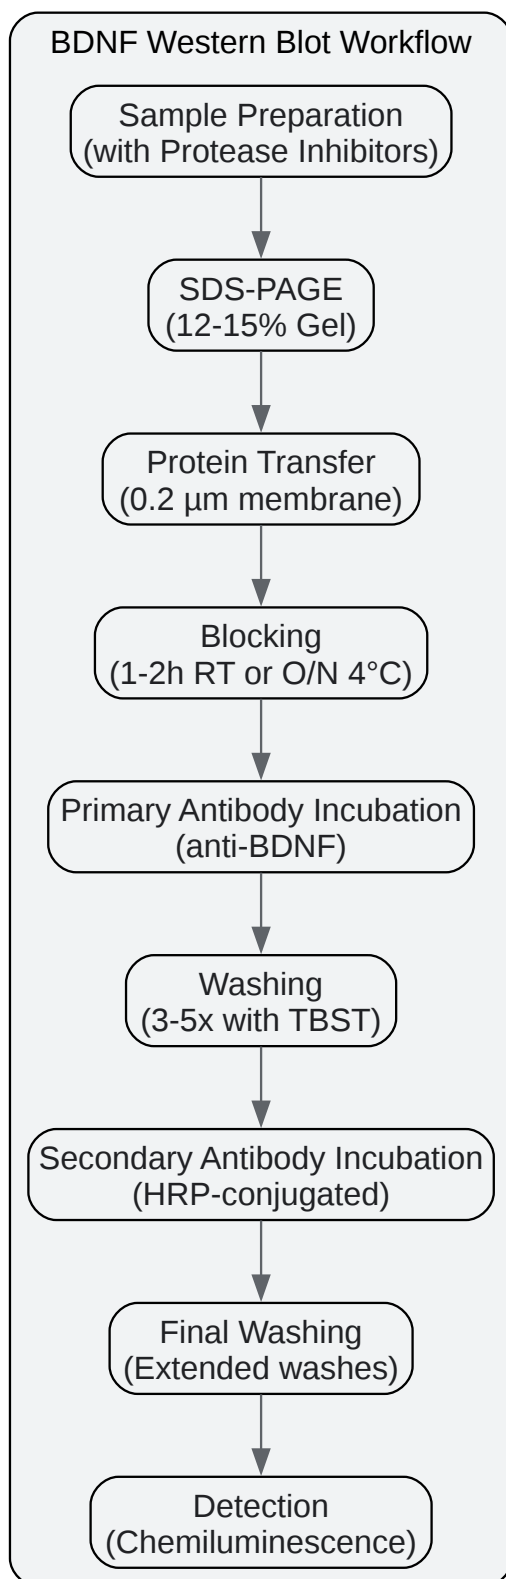 BDNF Western Blot Workflow
Sample Preparation
(with Protease Inhibitors)
SDS-PAGE
(12-15% Gel)
Protein Transfer
(0.2 µm membrane)
Blocking
(1-2h RT or O/N 4°C)
Primary Antibody Incubation
(anti-BDNF)
Washing
(3-5x with TBST)
Secondary Antibody Incubation
(HRP-conjugated)
Final Washing
(Extended washes)
Detection
(Chemiluminescence)